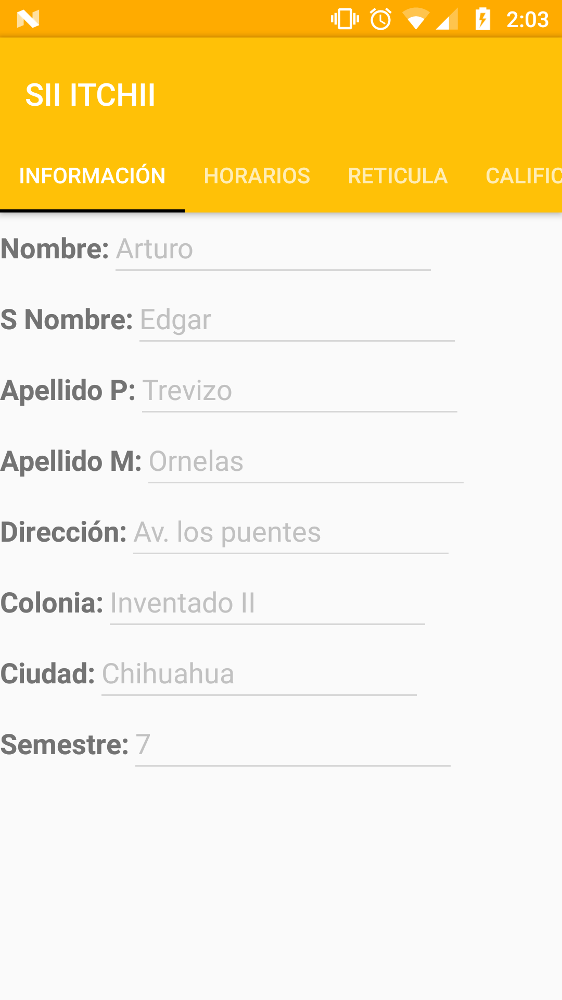 2:03
SII ITCHII
INFORMACIÓN HORARIOS RETICULA CALIFIC
Nombre: Arturo
S Nombre: Edgar
Apellido P: Trevizo
Apellido M: Ornelas
Dirección: Av. los puentes
Colonia: Inventado II
Ciudad: Chihuahua
Semestre: 7